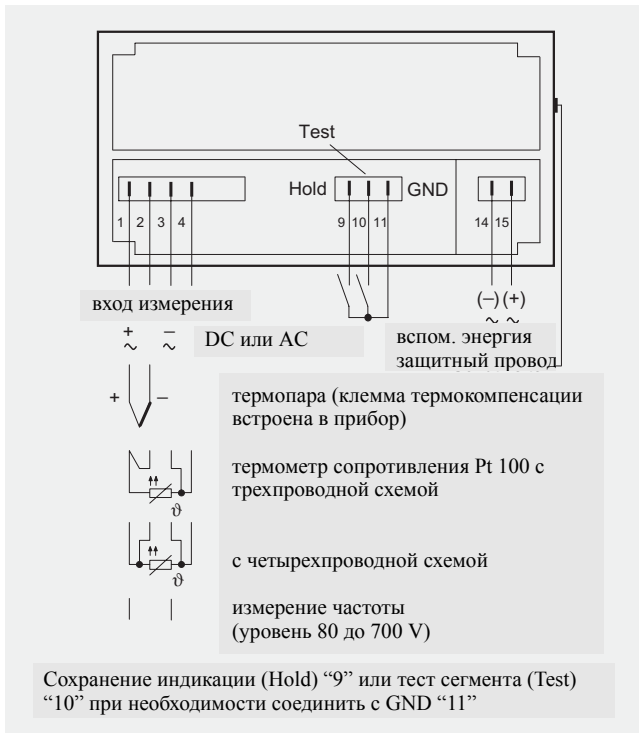 Test
Hold GND
1 2 3 4 9 10 11 14 15
вход измерения
(−) (+)
+ − ~ ~
~ ~
DC или AC
вспом. энергия
защитный провод
+ −
термопара (клемма термокомпенсации
встроена в прибор)
термометр сопротивления Pt 100 с
трехпроводной схемой
ϑ
с четырехпроводной схемой
ϑ
измерение частоты
(уровень 80 до 700 V)
Сохранение индикации (Hold) “9” или тест сегмента (Test)
“10” при необходимости соединить с GND “11”